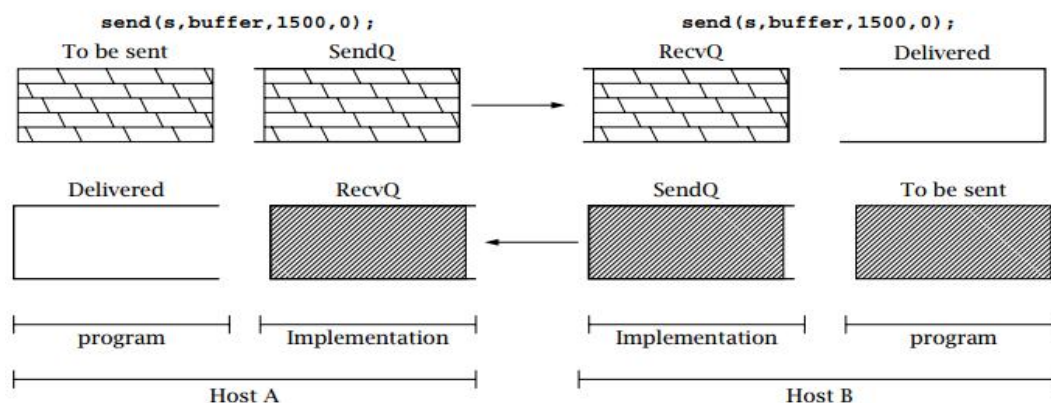 send(s,buffer,1500,0); send(s,buffer,1500,0);
To be sent SendQ RecvQ Delivered
Delivered RecvQ SendQ To be sent
program Implementation Implementation program
Host A Host B